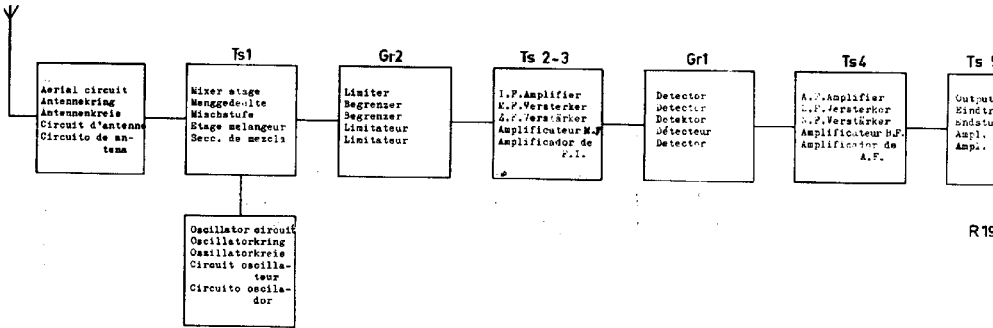 Ts1
Gr2
Ts 2-3
Gr1
Ts4
Ts
Aerial circuit
Antennekring
Antennenkreis
Circuit d'antenne
Circuito de an-
tena
Mixer stage
Menggedeelte
Mischstufe
Etage melangeur
Secc. de mezcla
Limiter
Begrenzer
Begrenzer
Limitateur
Limitateur
I.F.Amplifier
M.F.Versterker
Z.F.Verstärker
Amplificateur M.F
Amplificador de
F.I.
Detector
Detector
Detektor
Détecteur
Detector
A.F.Amplifier
L.F.Versterker
N.F.Verstärker
Amplificateur B.F.
Amplificador de
A.F.
Output
Eindtr
Endstu
Ampl.
Ampl.
Oscillator circuit
Oscillatorkring
Oszillatorkreis
Circuit oscilla-
teur
Circuito oscila-
dor
R19